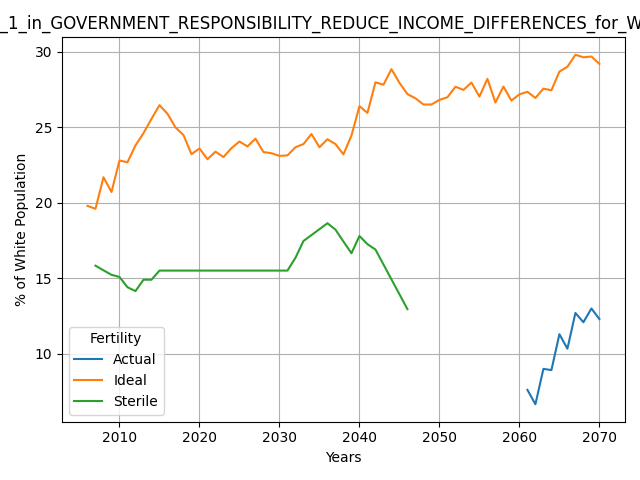 _1_in_GOVERNMENT_RESPONSIBILITY_REDUCE_INCOME_DIFFERENCES_for_W
30
25
20
15
10
% of White Population
Fertility
Actual
Ideal
Sterile
2010 2020 2030 2040 2050 2060 2070
Years